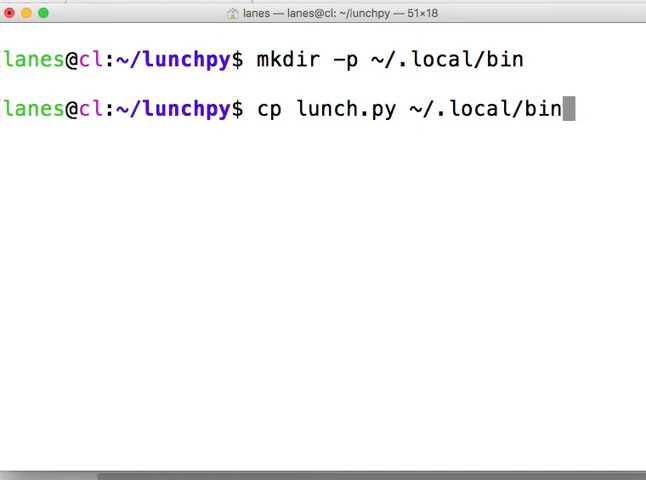 lanes — lanes@cl: ~/lunchpy — 51×18
lanes@cl:~/lunchpy$ mkdir -p ~/.local/bin
lanes@cl:~/lunchpy$ cp lunch.py ~/.local/bin